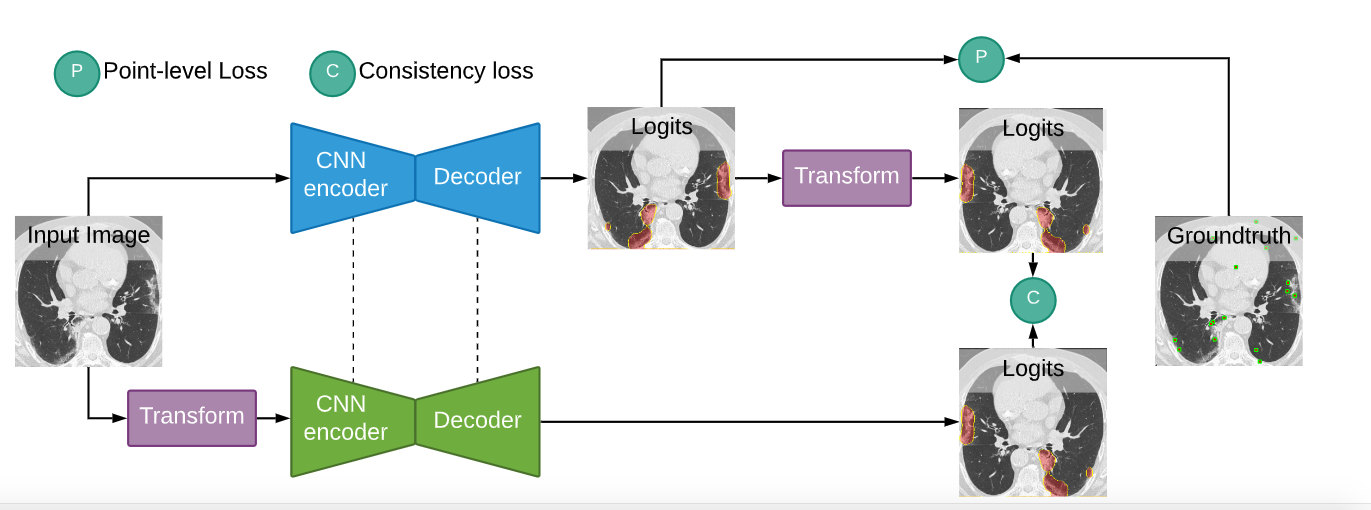 P Point-level Loss
C Consistency loss
P
Logits
Logits
CNN
encoder
Decoder
Transform
Input Image
Groundtruth
C
Logits
Transform
CNN
encoder
Decoder